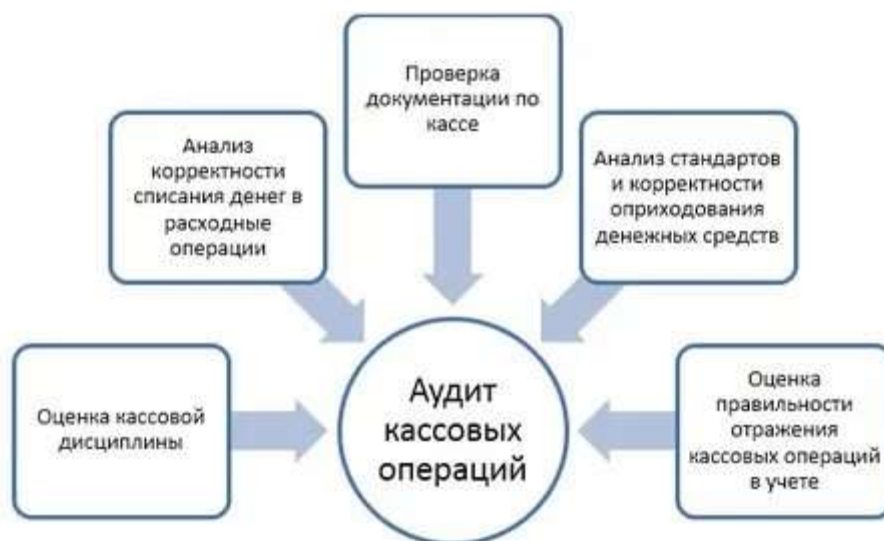 Проверка
документации по
кассе
Анализ
корректности
списания денег в
расходные
операции
Анализ стандартов
и корректности
оприходования
денежных средств
Оценка кассовой
дисциплины
Аудит
кассовых
операций
Оценка
правильности
отражения
кассовых операций
в учете